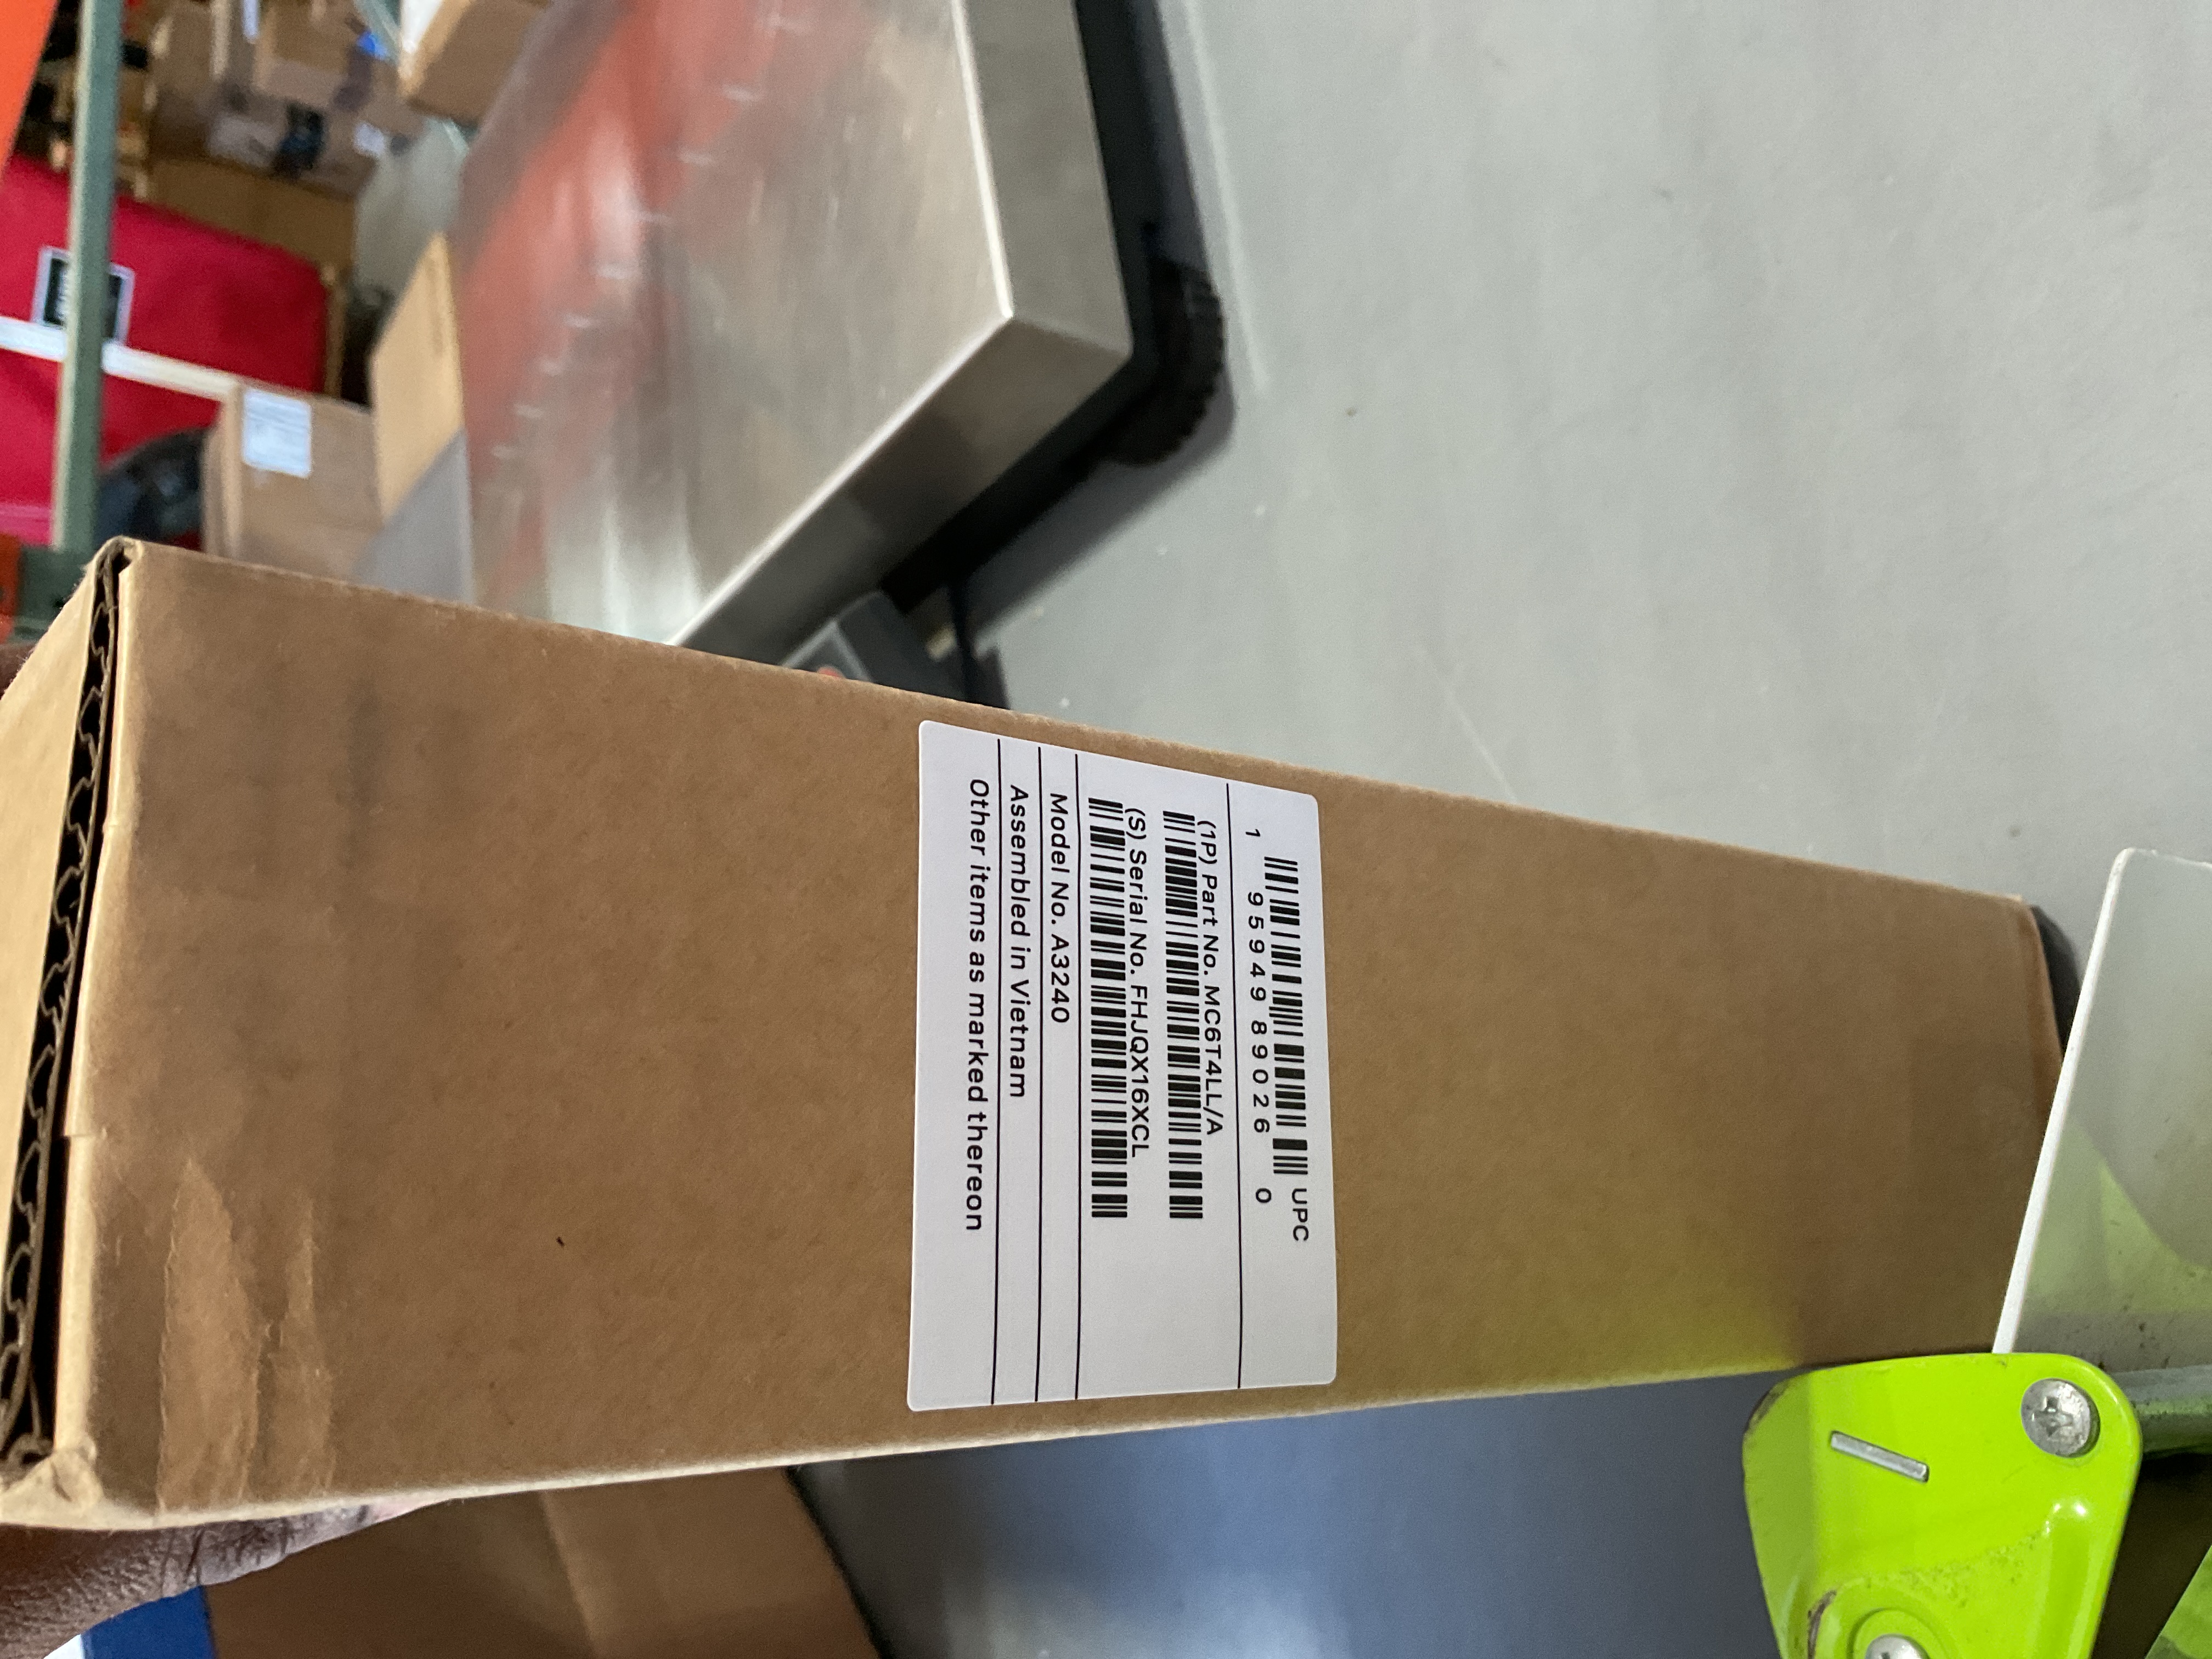 UPC
1 95949 89026 0
(1P) Part No. MC6T4LL/A
(S) Serial No. FHJQX16XCL
Model No. A3240
Assembled in Vietnam
Other items as marked thereon